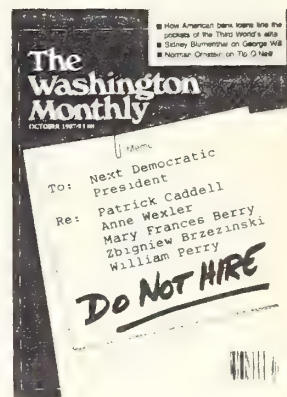 How American bank loans line the
pockets of the Third World's elite
Sidney Blumenthal on George Will
Norman Ornstein on Tip O'Neill
The
Washington
Monthly
OCTOBER 1987/
Memo
To: Next Democratic
President
Re: Patrick Caddell
Anne Wexler
Mary Frances Berry
Zbigniew Brzezinski
William Perry
DO NOT HIRE